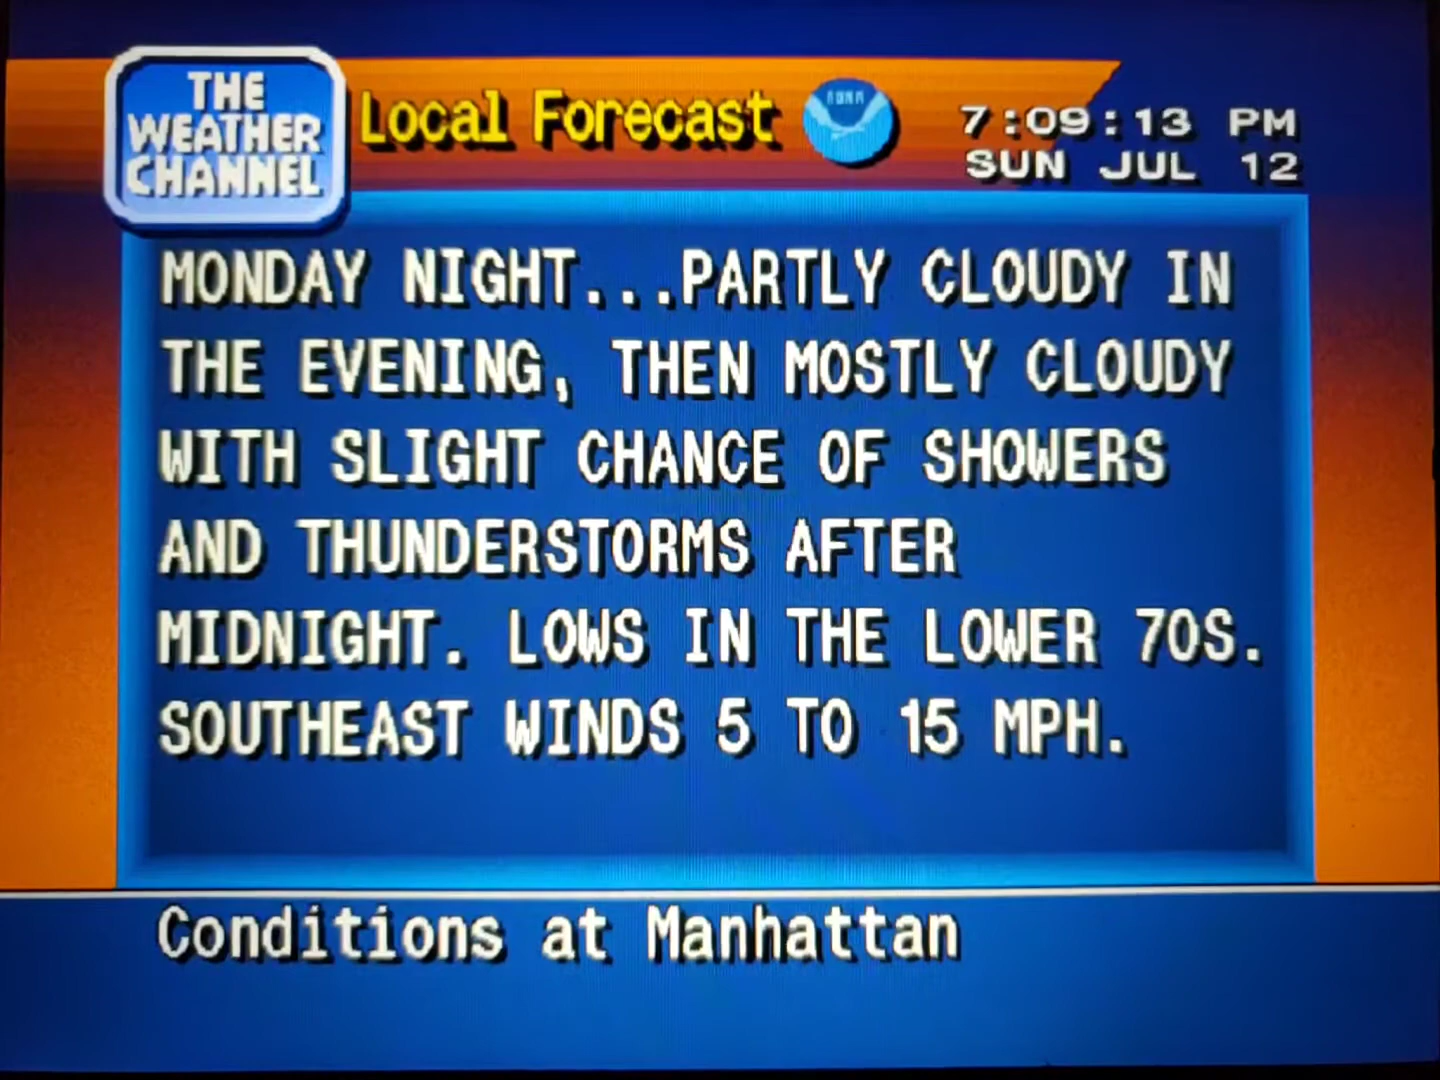 THE
WEATHER
CHANNEL
Local Forecast
NOAA
7:09:13 PM
SUN JUL 12
MONDAY NIGHT...PARTLY CLOUDY IN
THE EVENING, THEN MOSTLY CLOUDY
WITH SLIGHT CHANCE OF SHOWERS
AND THUNDERSTORMS AFTER
MIDNIGHT. LOWS IN THE LOWER 70S.
SOUTHEAST WINDS 5 TO 15 MPH.
Conditions at Manhattan